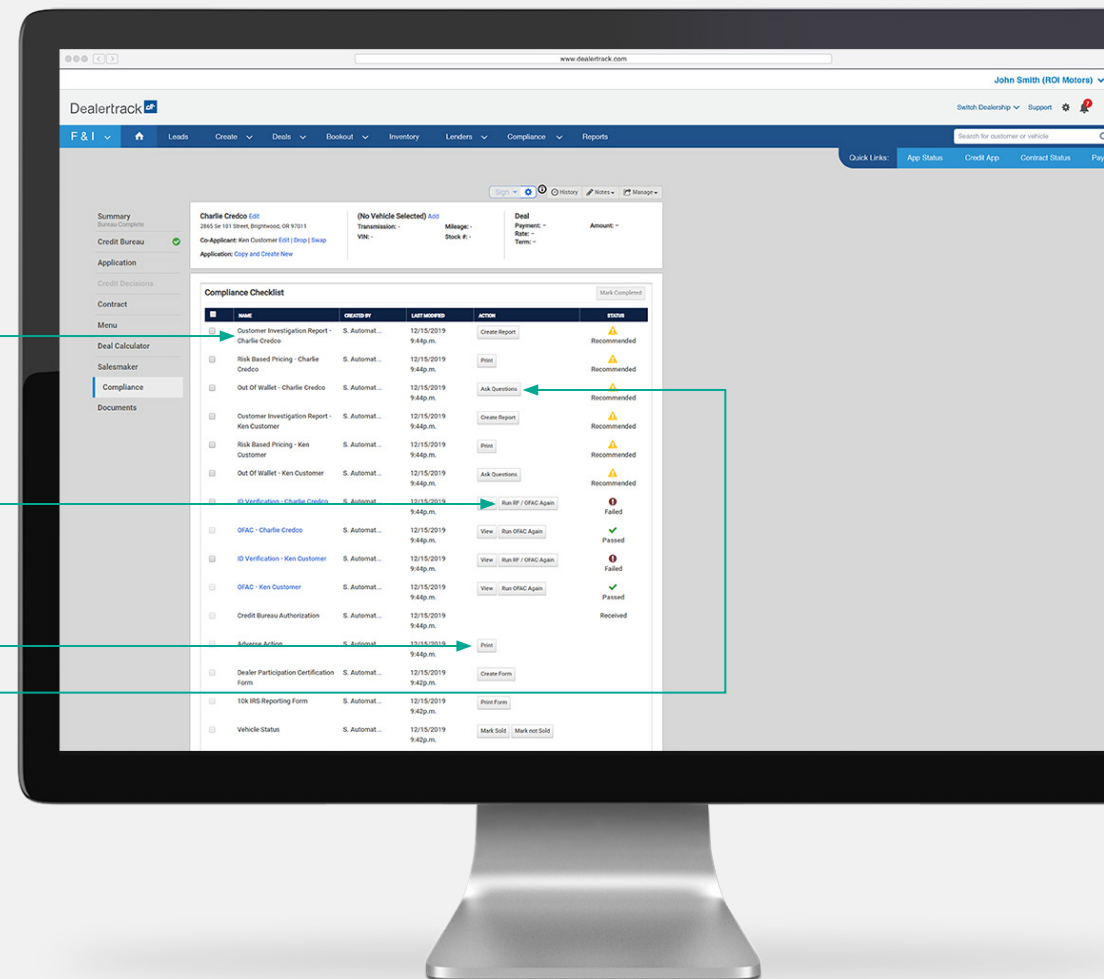 www.dealertrack.com
John Smith (ROI Motors)
Dealertrack
Switch Dealership Support
F & I Leads Create Deals Bookout Inventory Lenders Compliance Reports
Search for customer or vehicle
Quick Links: App Status Credit App Contract Status Pay
Sign History Notes Manage
Summary
Bureau Complete
Credit Bureau
Application
Credit Decisions
Contract
Menu
Deal Calculator
Salesmaker
Compliance
Documents
Charlie Credco Edit
2865 Se 101 Street, Brightwood, OR 97011
Co-Applicant: Ken Customer Edit | Drop | Swap
Application: Copy and Create New
(No Vehicle Selected) Add
Transmission: - Mileage: -
VIN: - Stock #: -
Deal
Payment: – Amount: –
Rate: –
Term: –
Compliance Checklist Mark Completed
NAME CREATED BY LAST MODIFIED ACTION STATUS
Customer Investigation Report - S. Automat... 12/15/2019 Create Report
Charlie Credco 9:44p.m. Recommended
Risk Based Pricing - Charlie S. Automat... 12/15/2019 Print
Credco 9:44p.m. Recommended
Out Of Wallet - Charlie Credco S. Automat... 12/15/2019 Ask Questions
9:44p.m. Recommended
Customer Investigation Report - S. Automat... 12/15/2019 Create Report
Ken Customer 9:44p.m. Recommended
Risk Based Pricing - Ken S. Automat... 12/15/2019 Print
Customer 9:44p.m. Recommended
Out Of Wallet - Ken Customer S. Automat... 12/15/2019 Ask Questions
9:44p.m. Recommended
ID Verification - Charlie Credco S. Automat... 12/15/2019 Run RF / OFAC Again
9:44p.m. Failed
OFAC - Charlie Credco S. Automat... 12/15/2019 View Run OFAC Again
9:44p.m. Passed
ID Verification - Ken Customer S. Automat... 12/15/2019 View Run RF / OFAC Again
9:44p.m. Failed
OFAC - Ken Customer S. Automat... 12/15/2019 View Run OFAC Again
9:44p.m. Passed
Credit Bureau Authorization S. Automat... 12/15/2019 Received
9:44p.m.
Adverse Action S. Automat... 12/15/2019 Print
9:44p.m.
Dealer Participation Certification S. Automat... 12/15/2019 Create Form
Form 9:42p.m.
10k IRS Reporting Form S. Automat... 12/15/2019 Print Form
9:42p.m.
Vehicle Status S. Automat... 12/15/2019 Mark Sold Mark not Sold
9:42p.m.